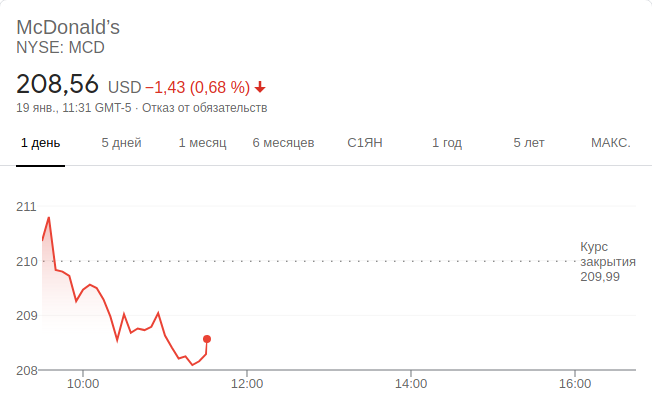 McDonald’s
NYSE: MCD
208,56 USD −1,43 (0,68 %)
19 янв., 11:31 GMT-5 · Отказ от обязательств
1 день 5 дней 1 месяц 6 месяцев С1ЯН 1 год 5 лет МАКС.
211
210
209
208
Курс
закрытия
209,99
10:00 12:00 14:00 16:00